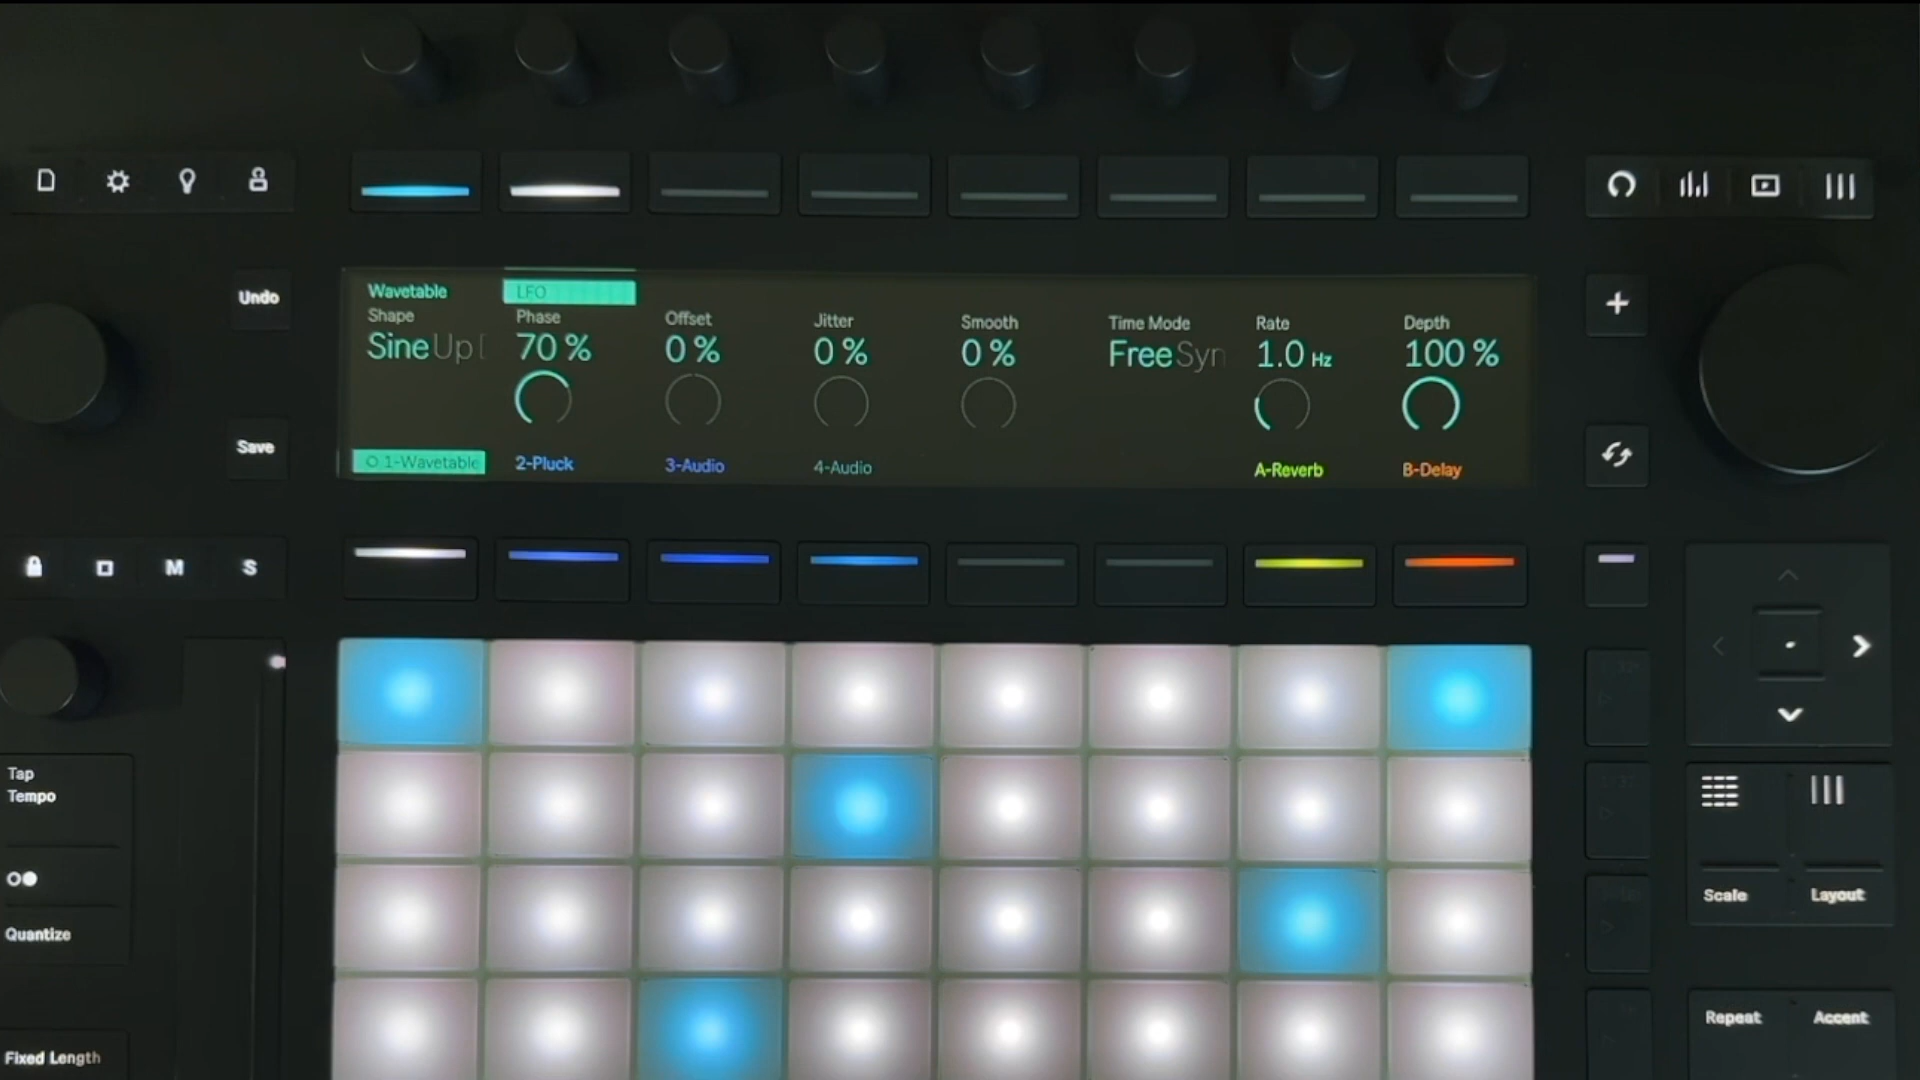 Undo
Save
M
S
Wavetable
LFO
Shape
Phase
Offset
Jitter
Smooth
Time Mode
Rate
Depth
Sine Up
70 %
0 %
0 %
0 %
Free Syn
1.0 Hz
100 %
1-Wavetable
2-Pluck
3-Audio
4-Audio
A-Reverb
B-Delay
Tap
Tempo
Quantize
Fixed Length
Scale
Layout
Repeat
Accent